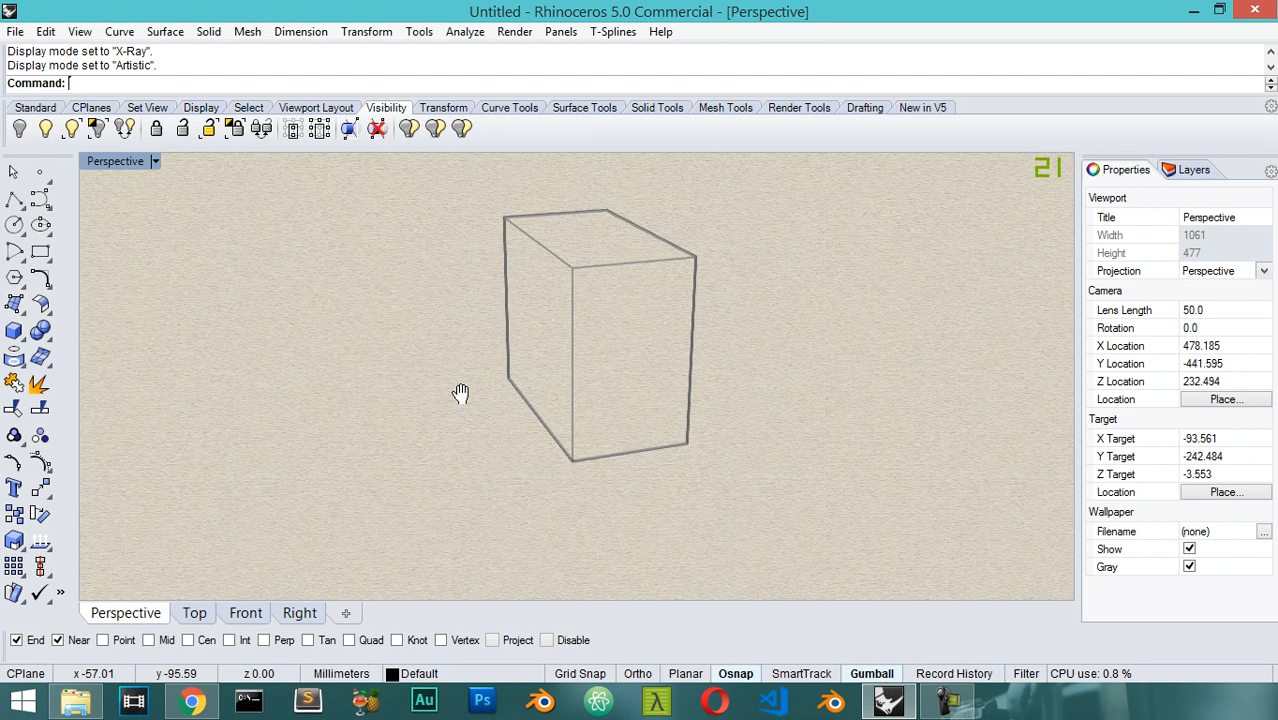 Untitled - Rhinoceros 5.0 Commercial - [Perspective]
File Edit View Curve Surface Solid Mesh Dimension Transform Tools Analyze Render Panels T-Splines Help
Display mode set to "X-Ray".
Display mode set to "Artistic".
Command:
Standard CPlanes Set View Display Select Viewport Layout Visibility Transform Curve Tools Surface Tools Solid Tools Mesh Tools Render Tools Drafting New in V5
Perspective
21
Properties Layers
Viewport
Title Perspective
Width 1061
Height 477
Projection Perspective
Camera
Lens Length 50.0
Rotation 0.0
X Location 478.185
Y Location -441.595
Z Location 232.494
Location Place...
Target
X Target -93.561
Y Target -242.484
Z Target -3.553
Location Place...
Wallpaper
Filename (none) ...
Show
Gray
Perspective Top Front Right
End Near Point Mid Cen Int Perp Tan Quad Knot Vertex Project Disable
CPlane x -57.01 y -95.59 z 0.00 Millimeters Default Grid Snap Ortho Planar Osnap SmartTrack Gumball Record History Filter CPU use: 0.8 %
S Au Ps λ